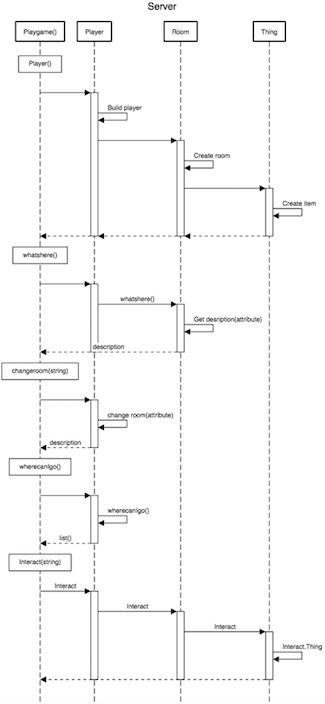 Server
Playgame()
Player
Room
Thing
Player()
Build player
Create room
Create item
whatshere()
whatshere()
Get desription(attribute)
description
changeroom(string)
change room(attribute)
description
wherecanIgo()
wherecanIgo()
list()
Interact(string)
Interact
Interact
Interact
Interact.Thing